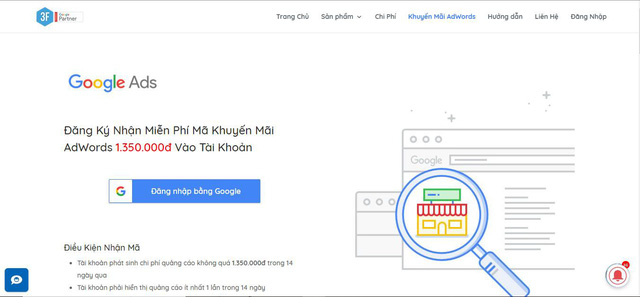 3F
Partner
Trang Chủ Sản phẩm Chi Phí Khuyến Mãi AdWords Hướng dẫn Liên Hệ Đăng Nhập
Google Ads
Đăng Ký Nhận Miễn Phí Mã Khuyến Mãi
AdWords 1.350.000đ Vào Tài Khoản
G Đăng nhập bằng Google
Google
Điều Kiện Nhận Mã
Tài khoản phát sinh chi phí quảng cáo không quá 1.350.000đ trong 14
ngày qua
Tài khoản phải hiển thị quảng cáo ít nhất 1 lần trong 14 ngày